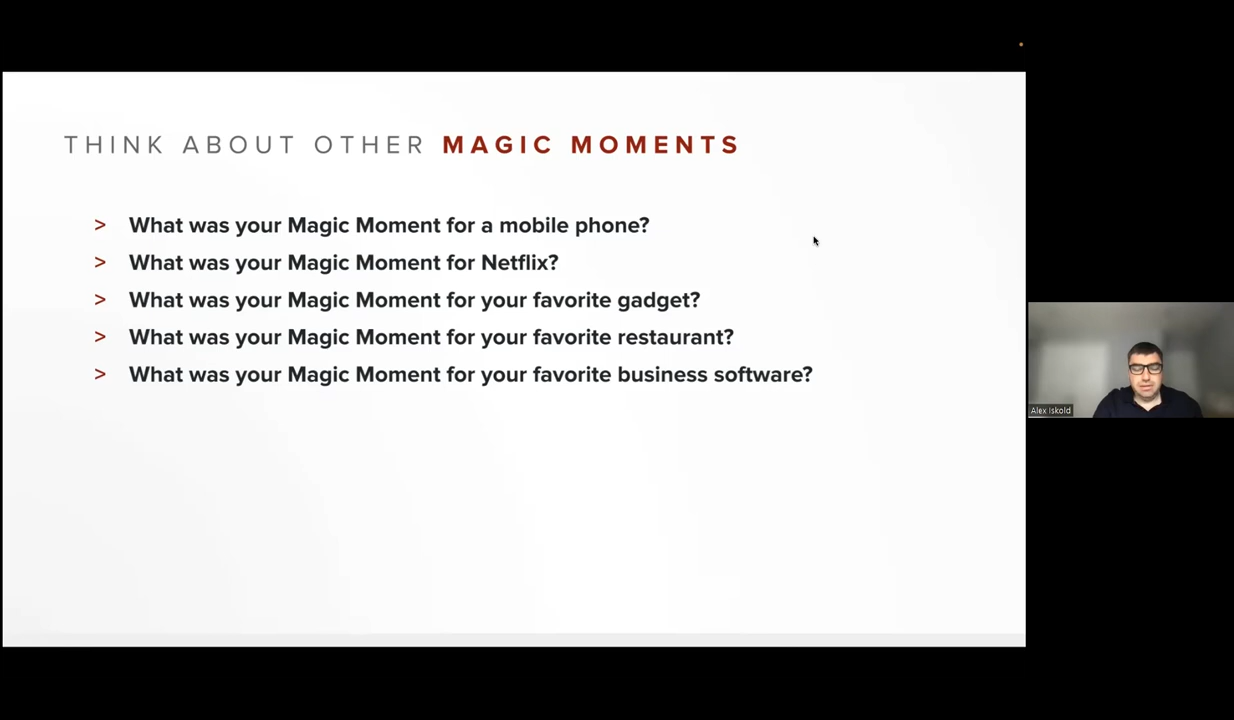 THINK ABOUT OTHER MAGIC MOMENTS
> What was your Magic Moment for a mobile phone?
> What was your Magic Moment for Netflix?
> What was your Magic Moment for your favorite gadget?
> What was your Magic Moment for your favorite restaurant?
> What was your Magic Moment for your favorite business software?
Alex Iskold